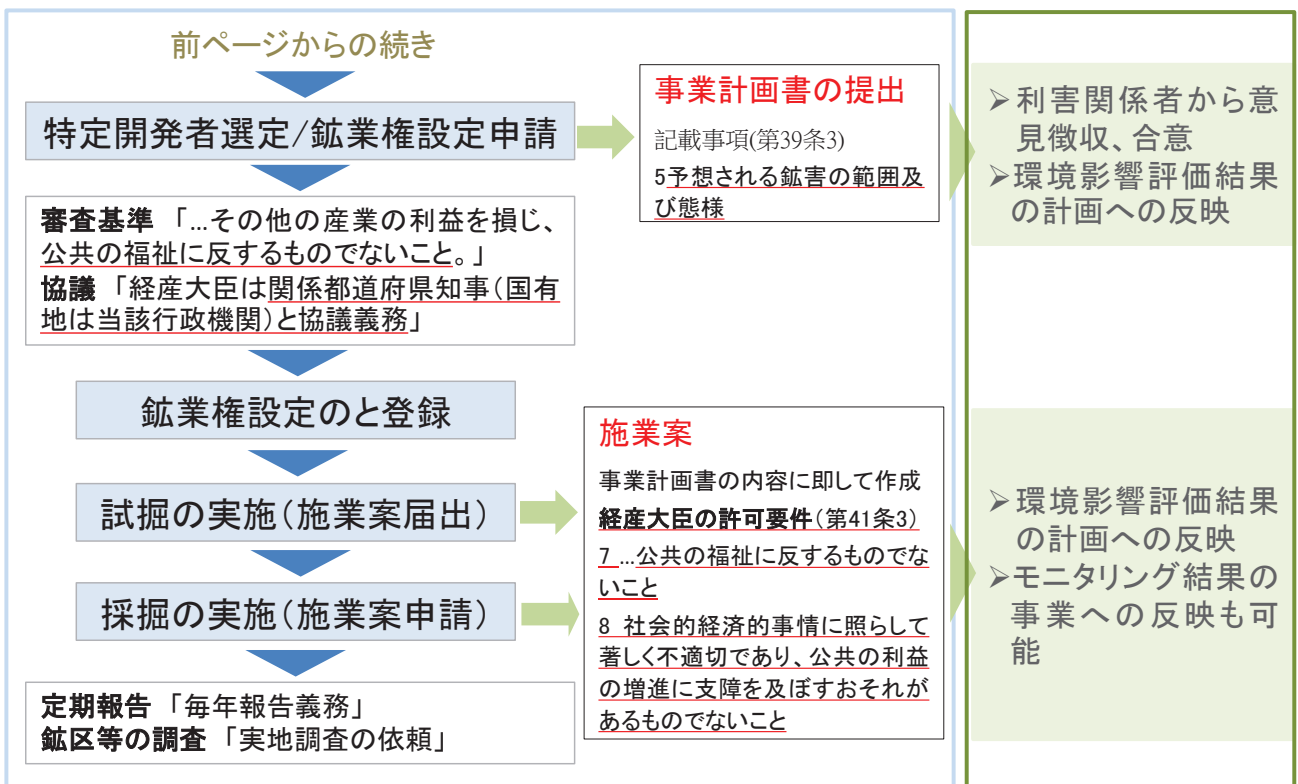 前ページからの続き
特定開発者選定/鉱業権設定申請
審査基準 「...その他の産業の利益を損じ、
公共の福祉に反するものでないこと。」
協議 「経産大臣は関係都道府県知事(国有
地は当該行政機関)と協議義務」
鉱業権設定のと登録
試掘の実施(施業案届出)
採掘の実施(施業案申請)
定期報告 「毎年報告義務」
鉱区等の調査 「実地調査の依頼」
事業計画書の提出
記載事項(第39条3)
5予想される鉱害の範囲及
び態様
施業案
事業計画書の内容に即して作成
経産大臣の許可要件(第41条3)
7 ...公共の福祉に反するものでな
いこと
8 社会的経済的事情に照らして
著しく不適切であり、公共の利益
の増進に支障を及ぼすおそれが
あるものでないこと
➢利害関係者から意
見徴収、合意
➢環境影響評価結果
の計画への反映
➢環境影響評価結果
の計画への反映
➢モニタリング結果の
事業への反映も可
能